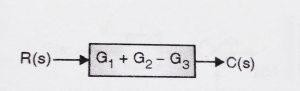 R(s) G₁ + G₂ − G₃ C(s)